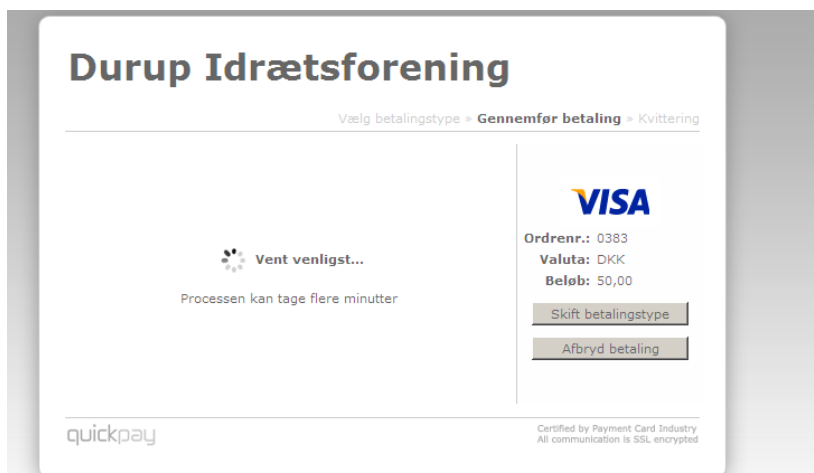 Durup Idrætsforening
Vælg betalingstype » Gennemfør betaling » Kvittering
VISA
Ordrenr.: 0383
Valuta: DKK
Beløb: 50,00
Vent venligst...
Processen kan tage flere minutter
Skift betalingstype
Afbryd betaling
quickpay
Certified by Payment Card Industry
All communication is SSL encrypted